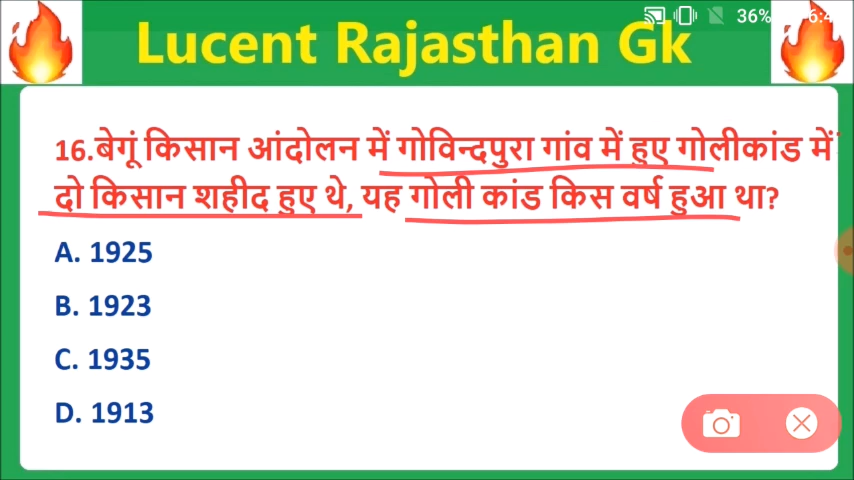 36%
Lucent Rajasthan Gk
16.बेगूं किसान आंदोलन में गोविन्दपुरा गांव में हुए गोलीकांड में
दो किसान शहीद हुए थे, यह गोली कांड किस वर्ष हुआ था?
A. 1925
B. 1923
C. 1935
D. 1913